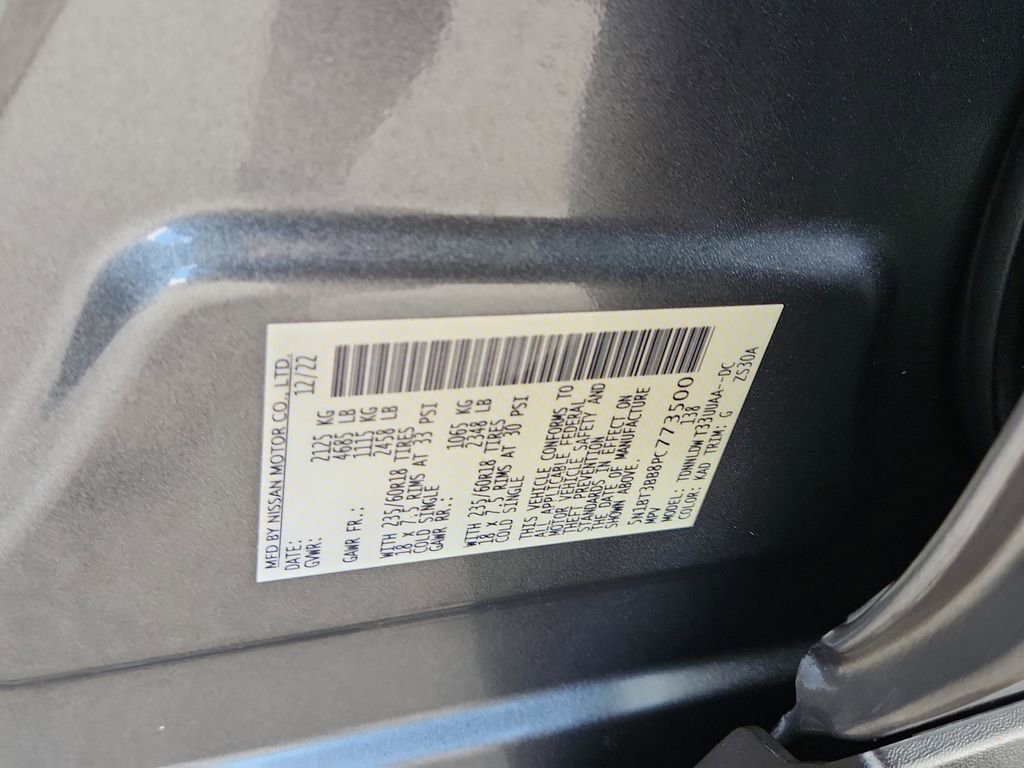 MFD BY NISSAN MOTOR CO., LTD.
DATE: 12/22
GVWR: 2125 KG
4685 LB
GAWR FR.: 1115 KG
2458 LB
WITH 235/60R18 TIRES
18 X 7.5 RIMS AT 33 PSI
COLD SINGLE
GAWR RR.: 1065 KG
2348 LB
WITH 235/60R18 TIRES
18 X 7.5 RIMS AT 30 PSI
COLD SINGLE
THIS VEHICLE CONFORMS TO
ALL APPLICABLE FEDERAL
MOTOR VEHICLE SAFETY AND
THEFT PREVENTION
STANDARDS IN EFFECT ON
THE DATE OF MANUFACTURE
SHOWN ABOVE.
5N1BT3BB8PC773500
MPV 138
MODEL:
COLOR: KAD TRIM: G ZS30A